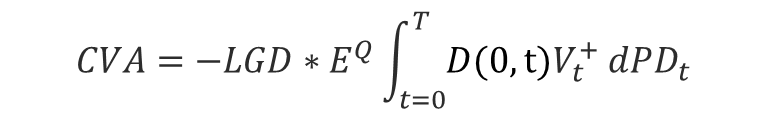 CVA = −LGD ∗ E^Q ∫_{t=0}^{T} D(0, t)V_t^+ dPD_t